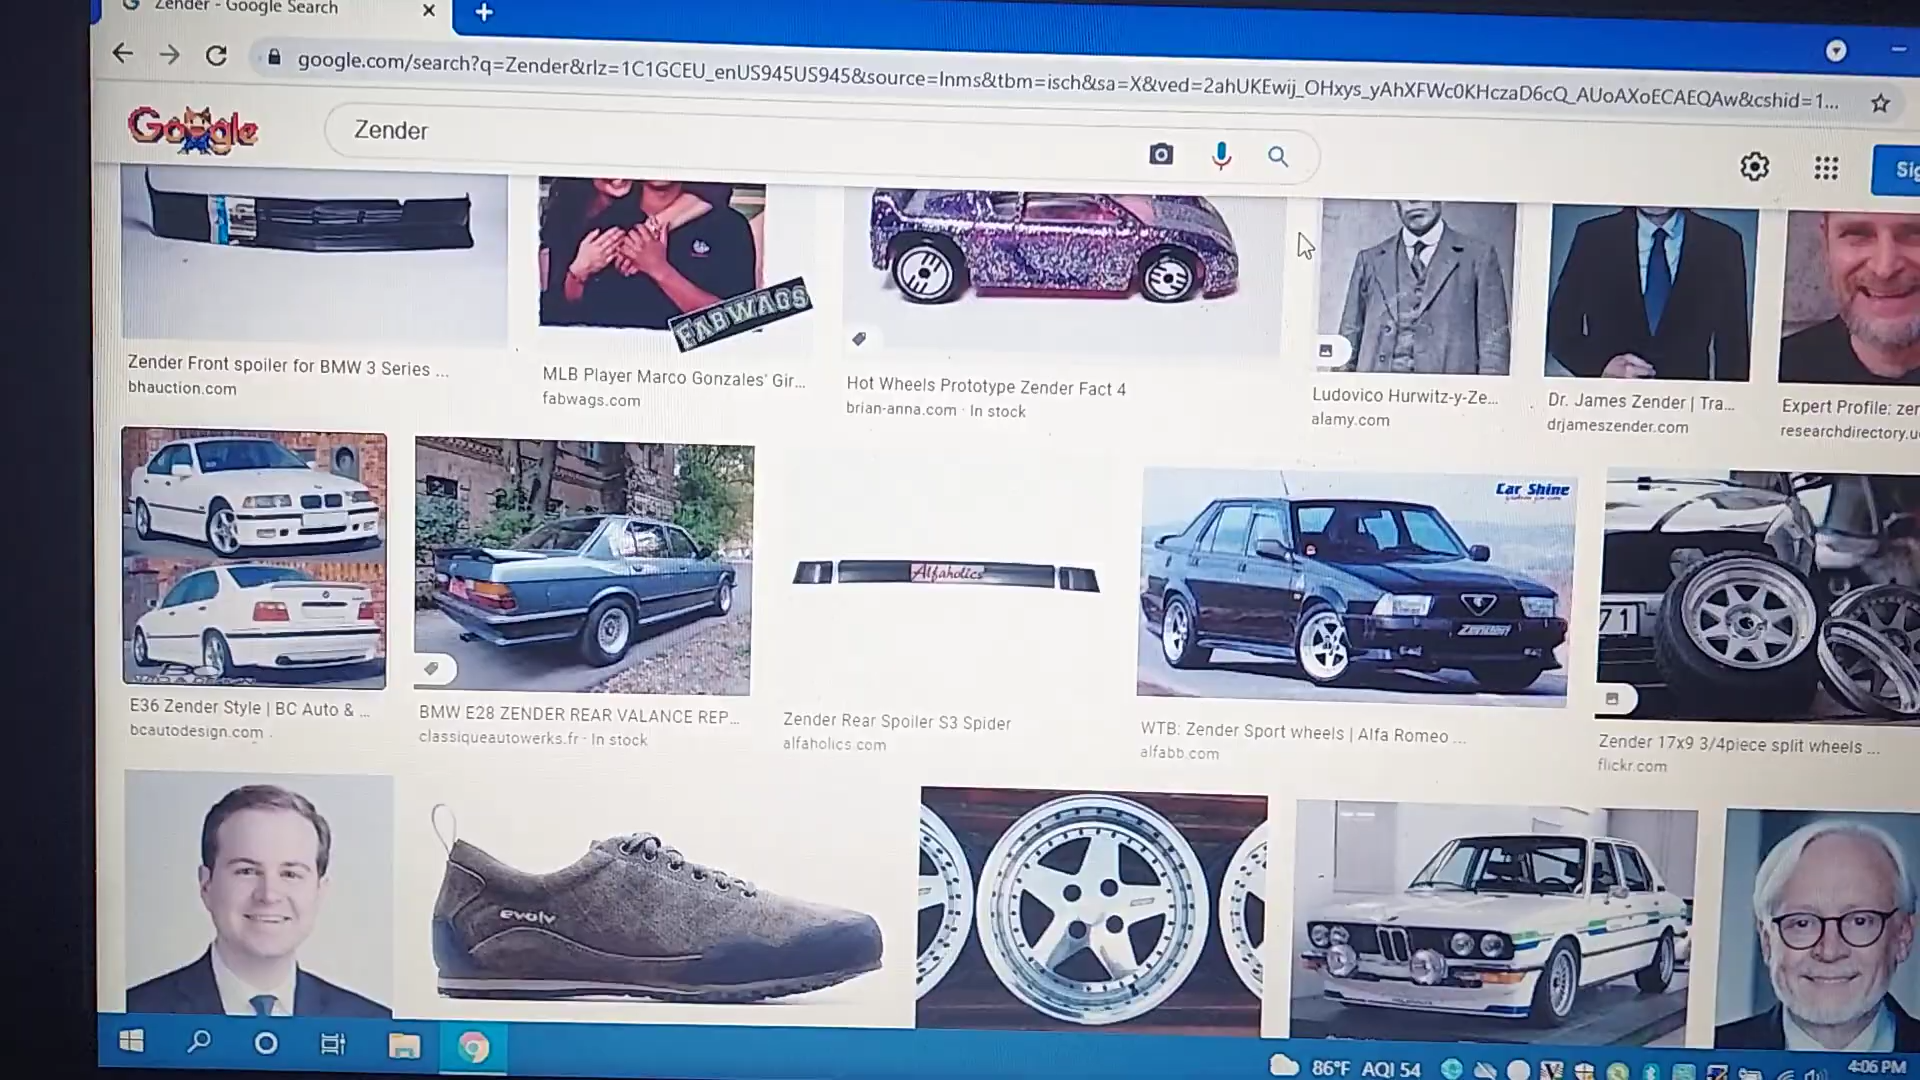 Zender - Google Search
google.com/search?q=Zender&rlz=1C1GCEU_enUS945US945&source=lnms&tbm=isch&sa=X&ved=2ahUKEwij_OHxys_yAhXFWc0KHczaD6cQ_AUoAXoECAEQAw&cshid=1...
Google
Zender
Sig
FABWAGS
Zender Front spoiler for BMW 3 Series ...
bhauction.com
MLB Player Marco Gonzales' Gir...
fabwags.com
Hot Wheels Prototype Zender Fact 4
brian-anna.com · In stock
Ludovico Hurwitz-y-Ze...
alamy.com
Dr. James Zender | Tra...
drjameszender.com
Expert Profile: zer
researchdirectory.u
Alfaholics
Car Shine
Zender
71
E36 Zender Style | BC Auto & ...
bcautodesign.com
BMW E28 ZENDER REAR VALANCE REP...
classiqueautowerks.fr · In stock
Zender Rear Spoiler S3 Spider
alfaholics.com
WTB: Zender Sport wheels | Alfa Romeo ...
alfabb.com
Zender 17x9 3/4piece split wheels ...
flickr.com
evolv
86°F AQI 54
4:06 PM